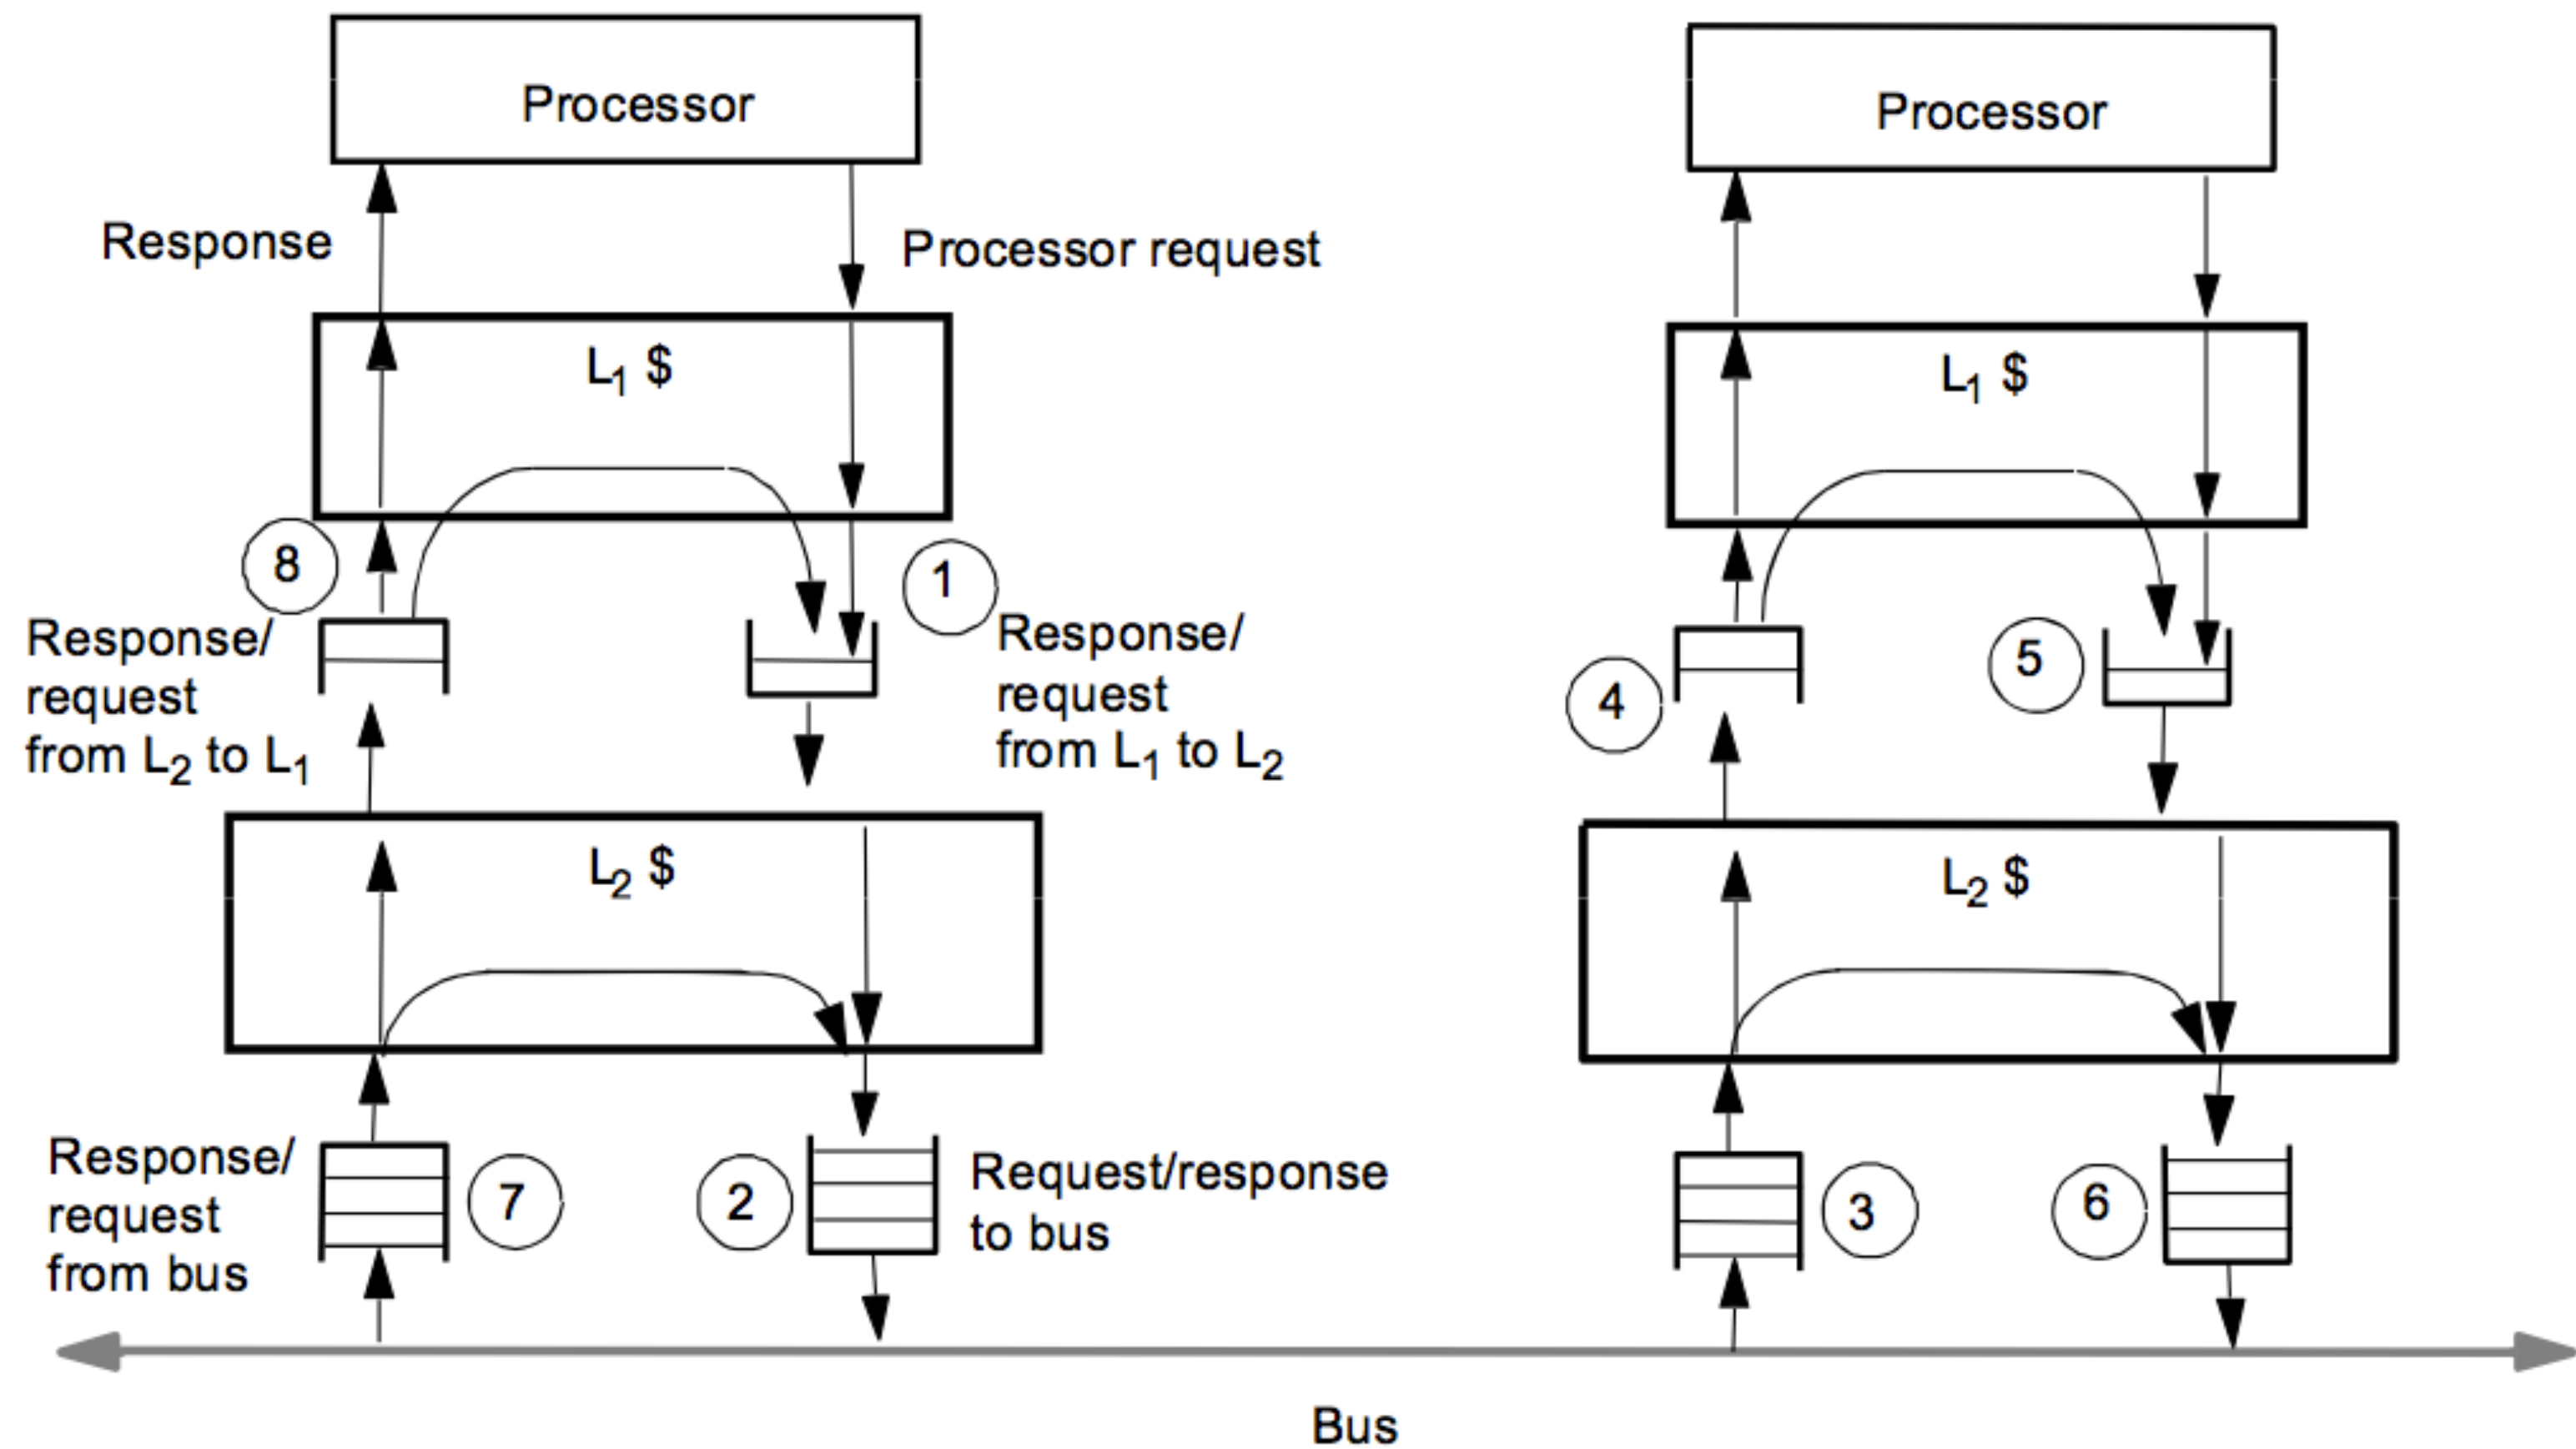 Processor
Processor
Response
Processor request
L1 $
L1 $
8
1
Response/
request
from L2 to L1
Response/
request
from L1 to L2
4
5
L2 $
L2 $
Response/
request
from bus
7
2
Request/response
to bus
3
6
Bus